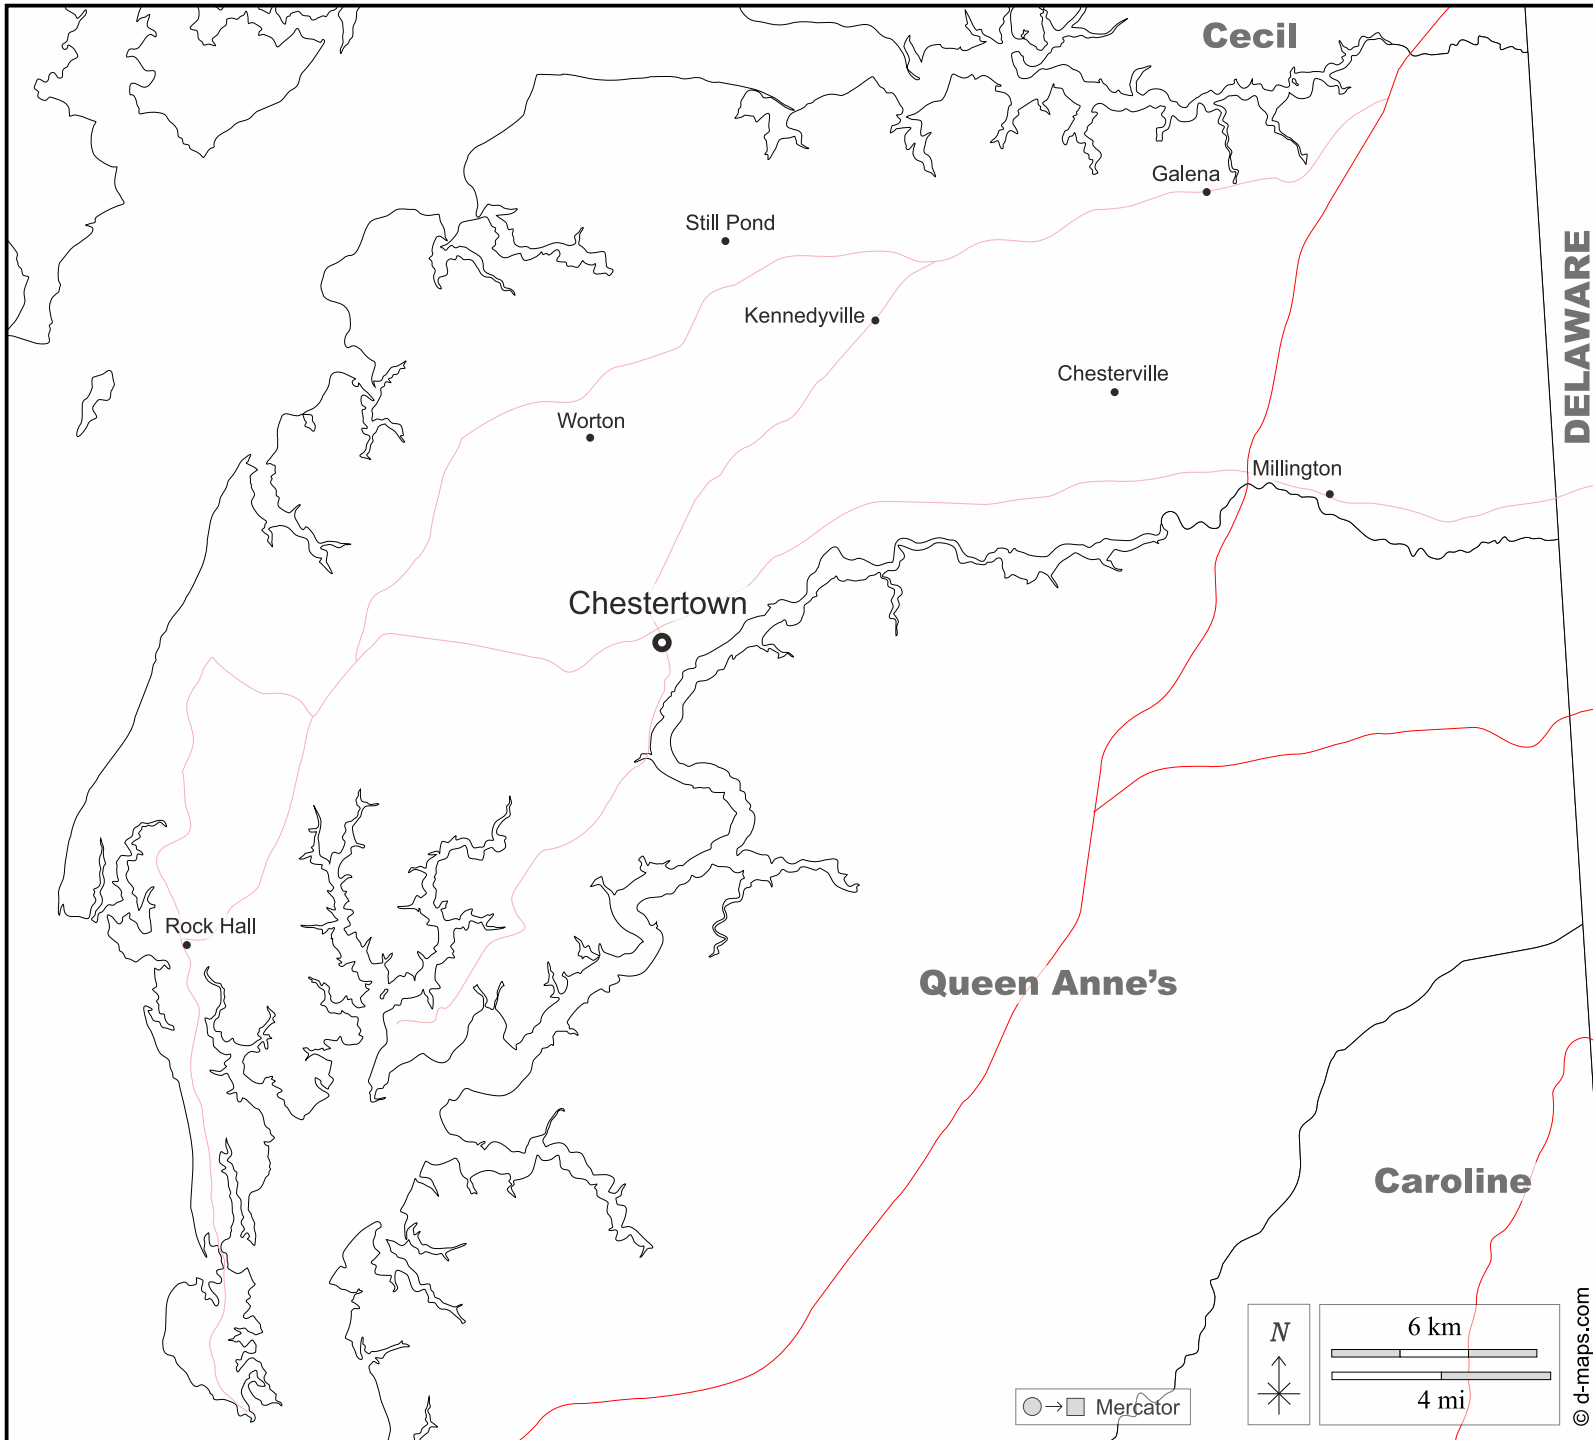 Cecil
Galena
Still Pond
DELAWARE
Kennedyville
Chesterville
Worton
Millington
Chestertown
Rock Hall
Queen Anne's
Caroline
N
6 km
4 mi
Mercator
© d-maps.com